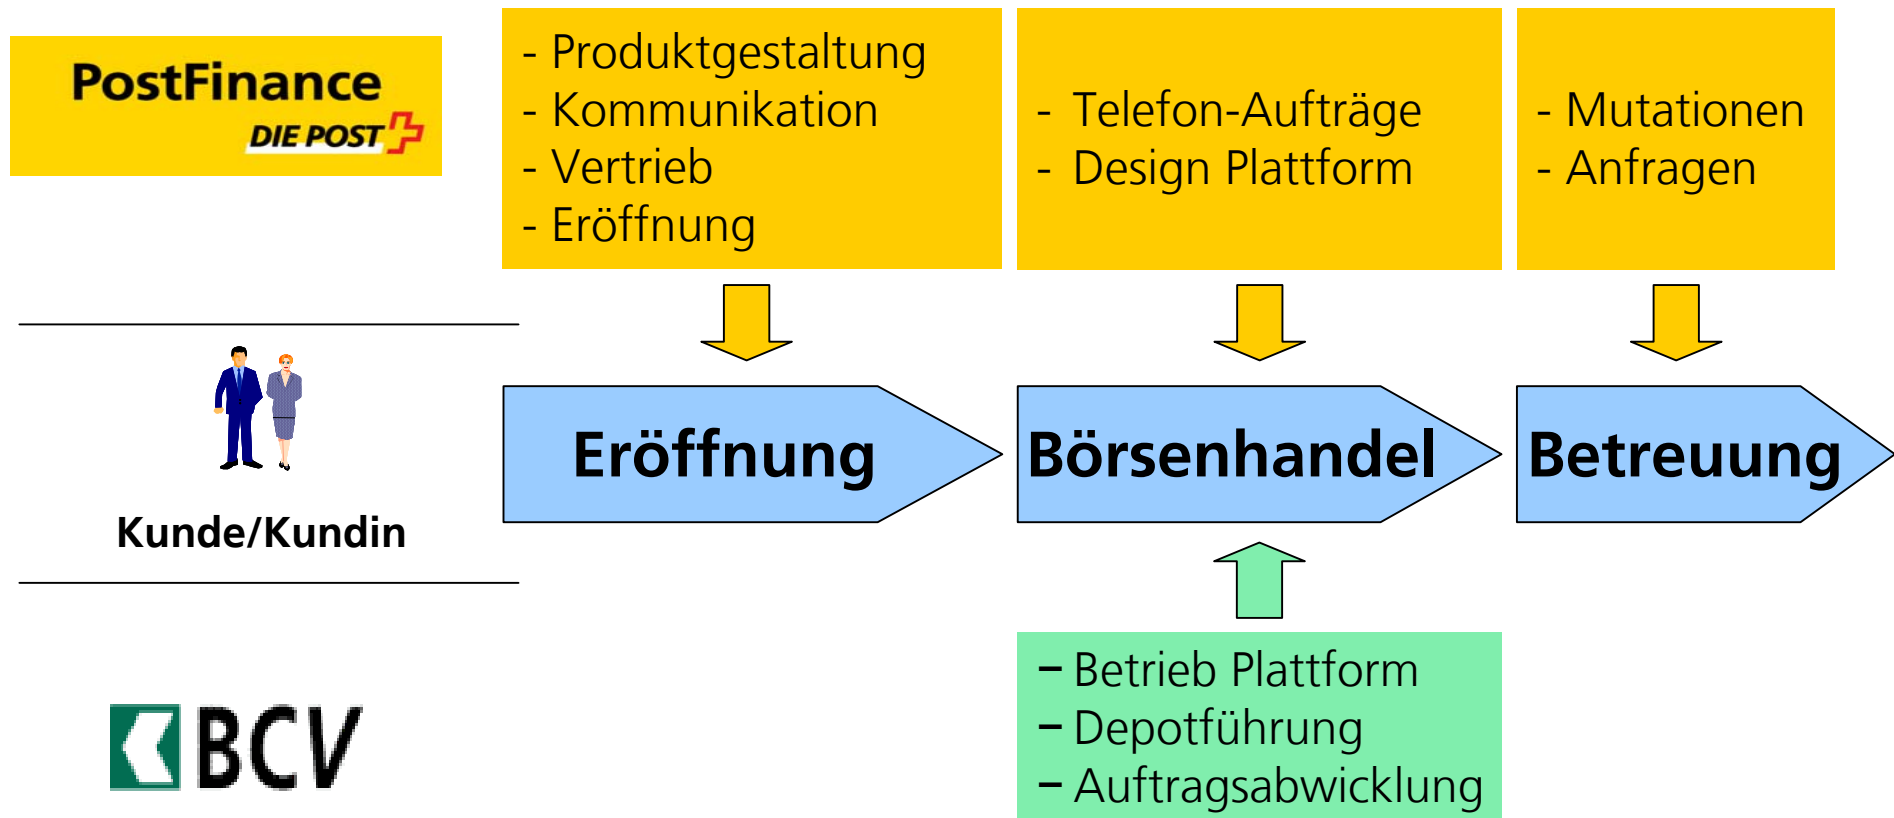 PostFinance
DIE POST
- Produktgestaltung
- Kommunikation
- Vertrieb
- Eröffnung
- Telefon-Aufträge
- Design Plattform
- Mutationen
- Anfragen
Kunde/Kundin
Eröffnung
Börsenhandel
Betreuung
BCV
– Betrieb Plattform
– Depotführung
– Auftragsabwicklung